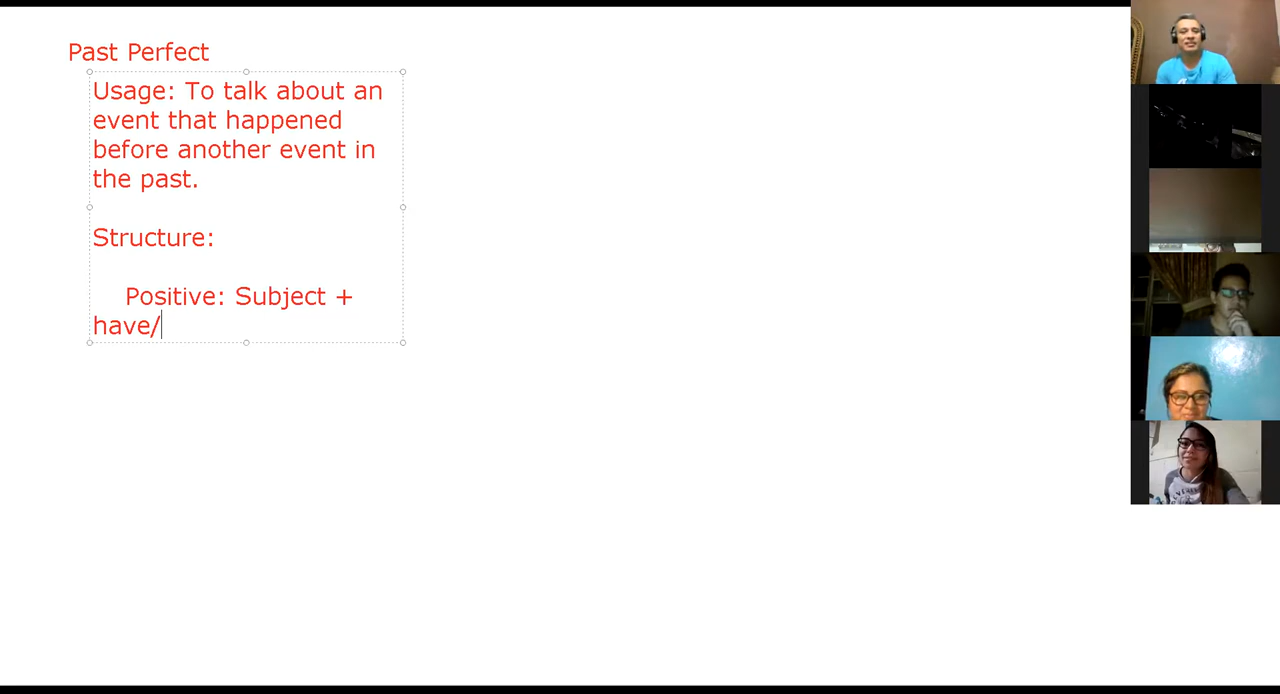 Past Perfect
Usage: To talk about an
event that happened
before another event in
the past.
Structure:
Positive: Subject +
have/